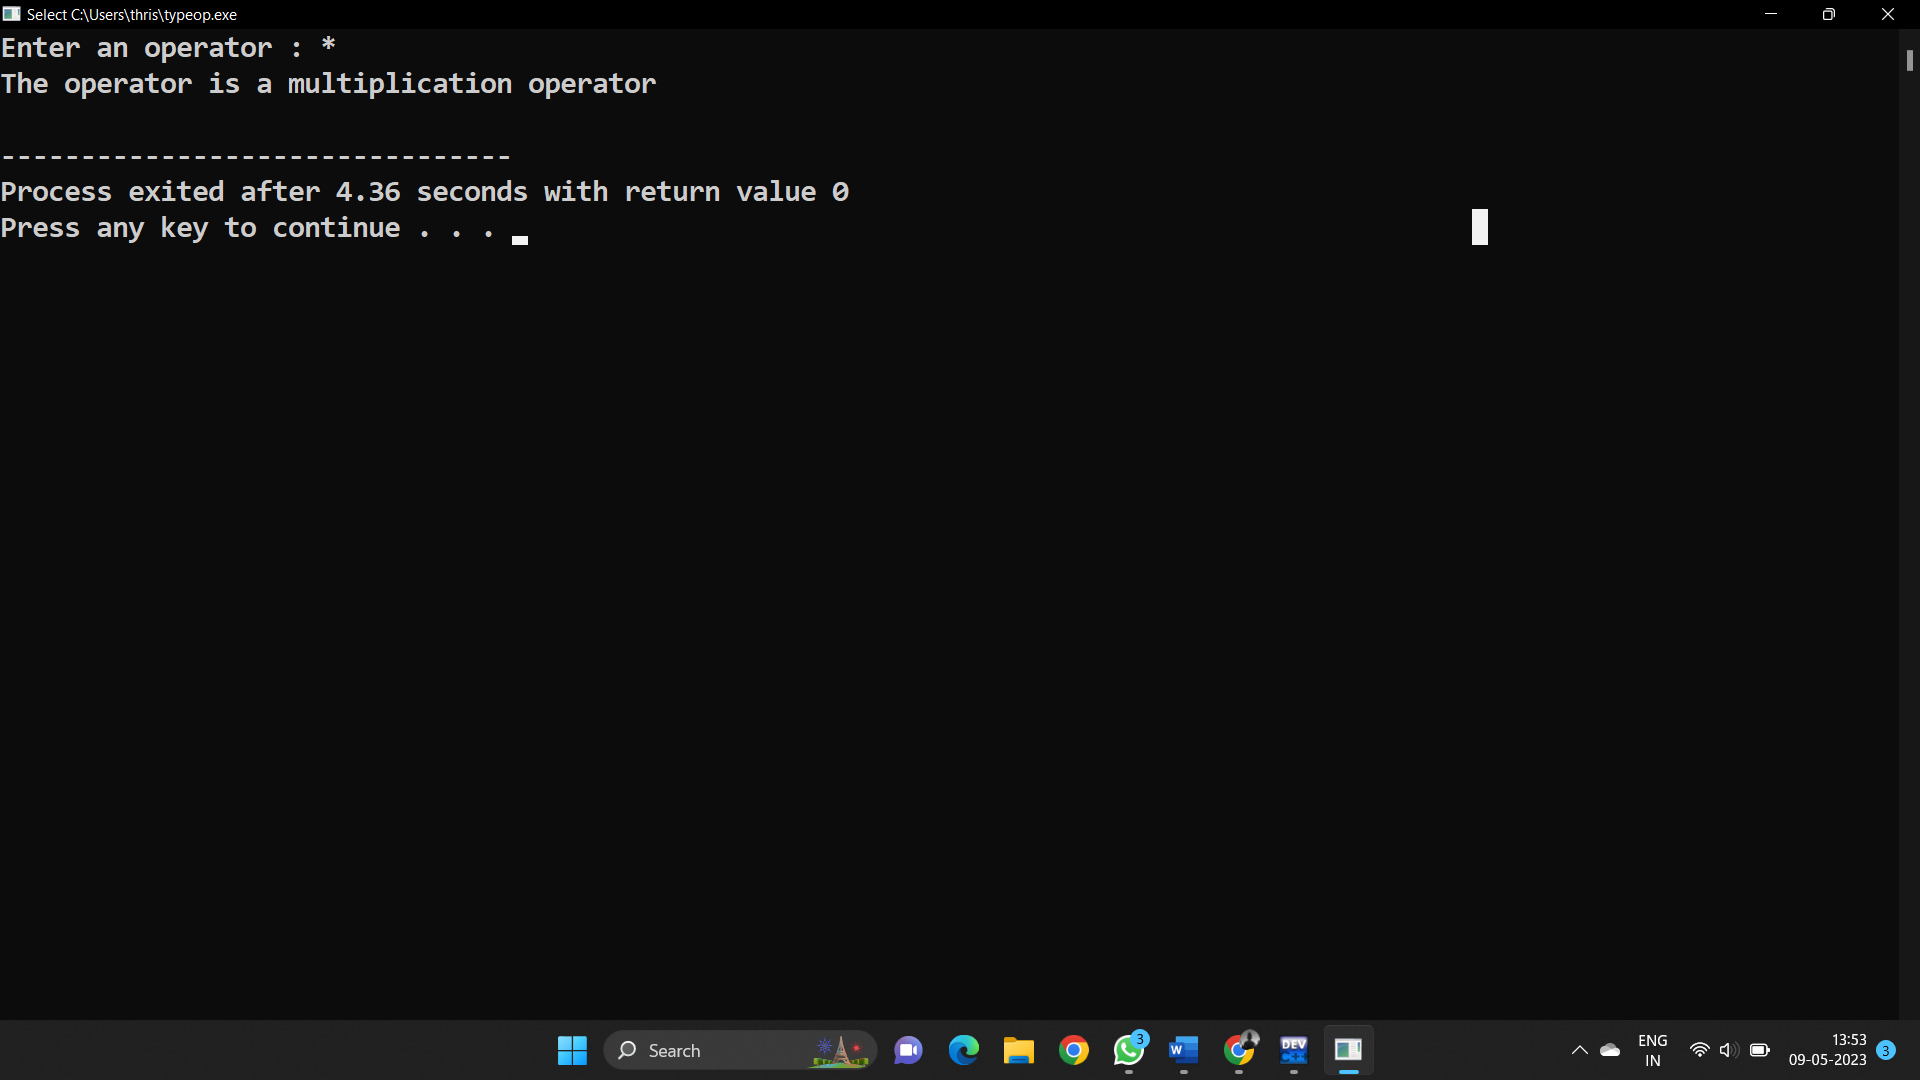 Select C:\Users\thris\typeop.exe
Enter an operator : *
The operator is a multiplication operator
--------------------------------
Process exited after 4.36 seconds with return value 0
Press any key to continue . . .
Search
3
W
DEV
C++
ENG
IN
13:53
09-05-2023
3